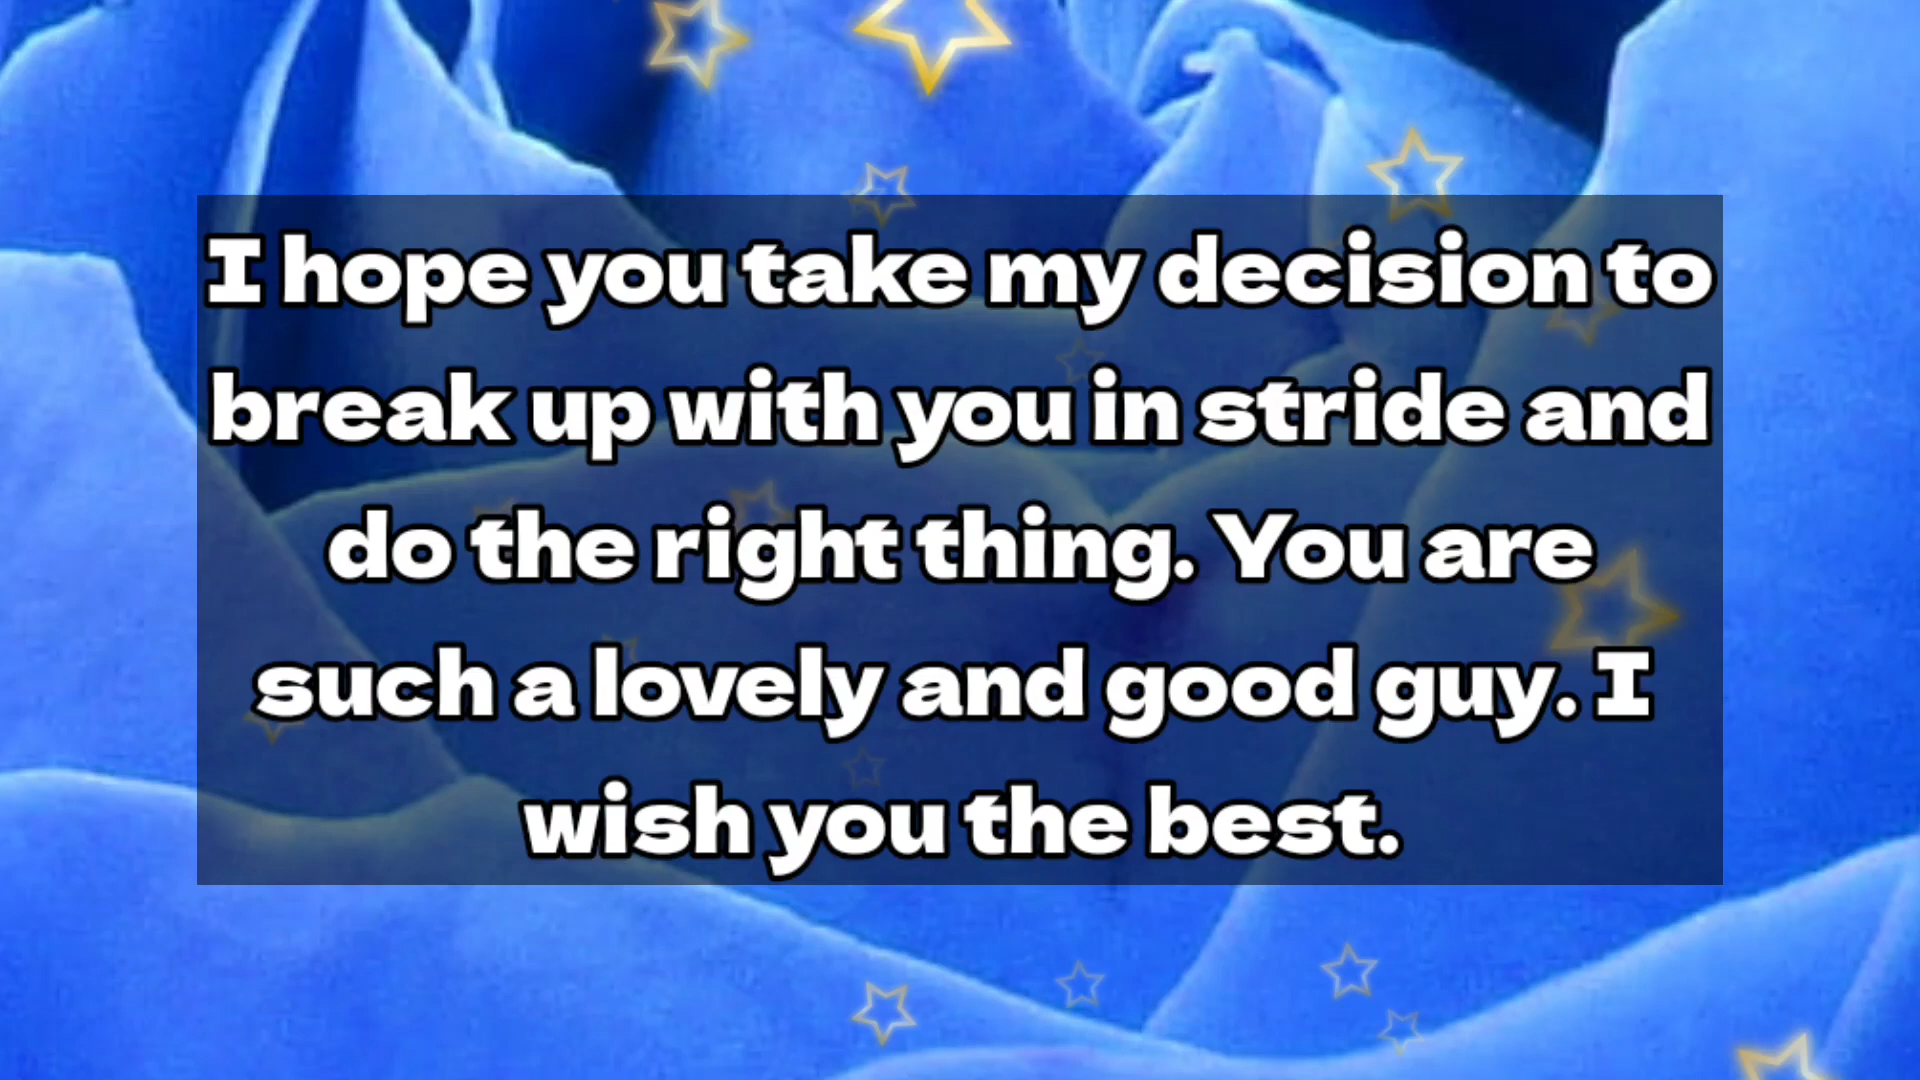 I hope you take my decision to
break up with you in stride and
do the right thing. You are
such a lovely and good guy. I
wish you the best.